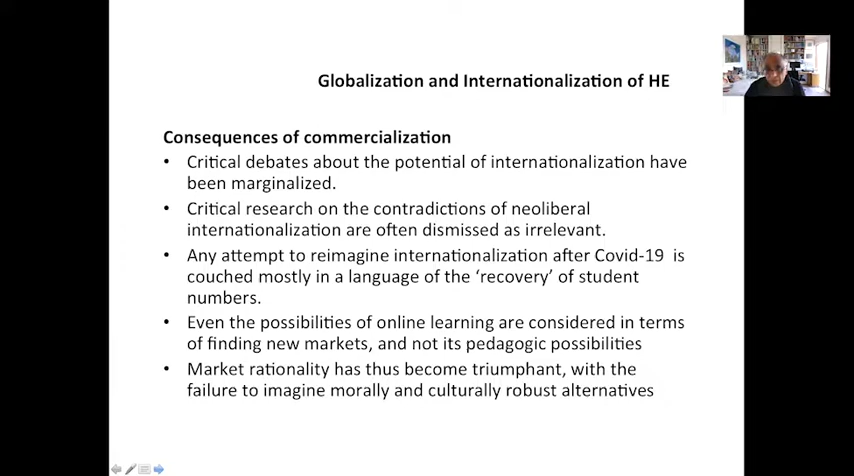 Globalization and Internationalization of HE
Consequences of commercialization
• Critical debates about the potential of internationalization have
been marginalized.
• Critical research on the contradictions of neoliberal
internationalization are often dismissed as irrelevant.
• Any attempt to reimagine internationalization after Covid-19 is
couched mostly in a language of the ‘recovery’ of student
numbers.
• Even the possibilities of online learning are considered in terms
of finding new markets, and not its pedagogic possibilities
• Market rationality has thus become triumphant, with the
failure to imagine morally and culturally robust alternatives